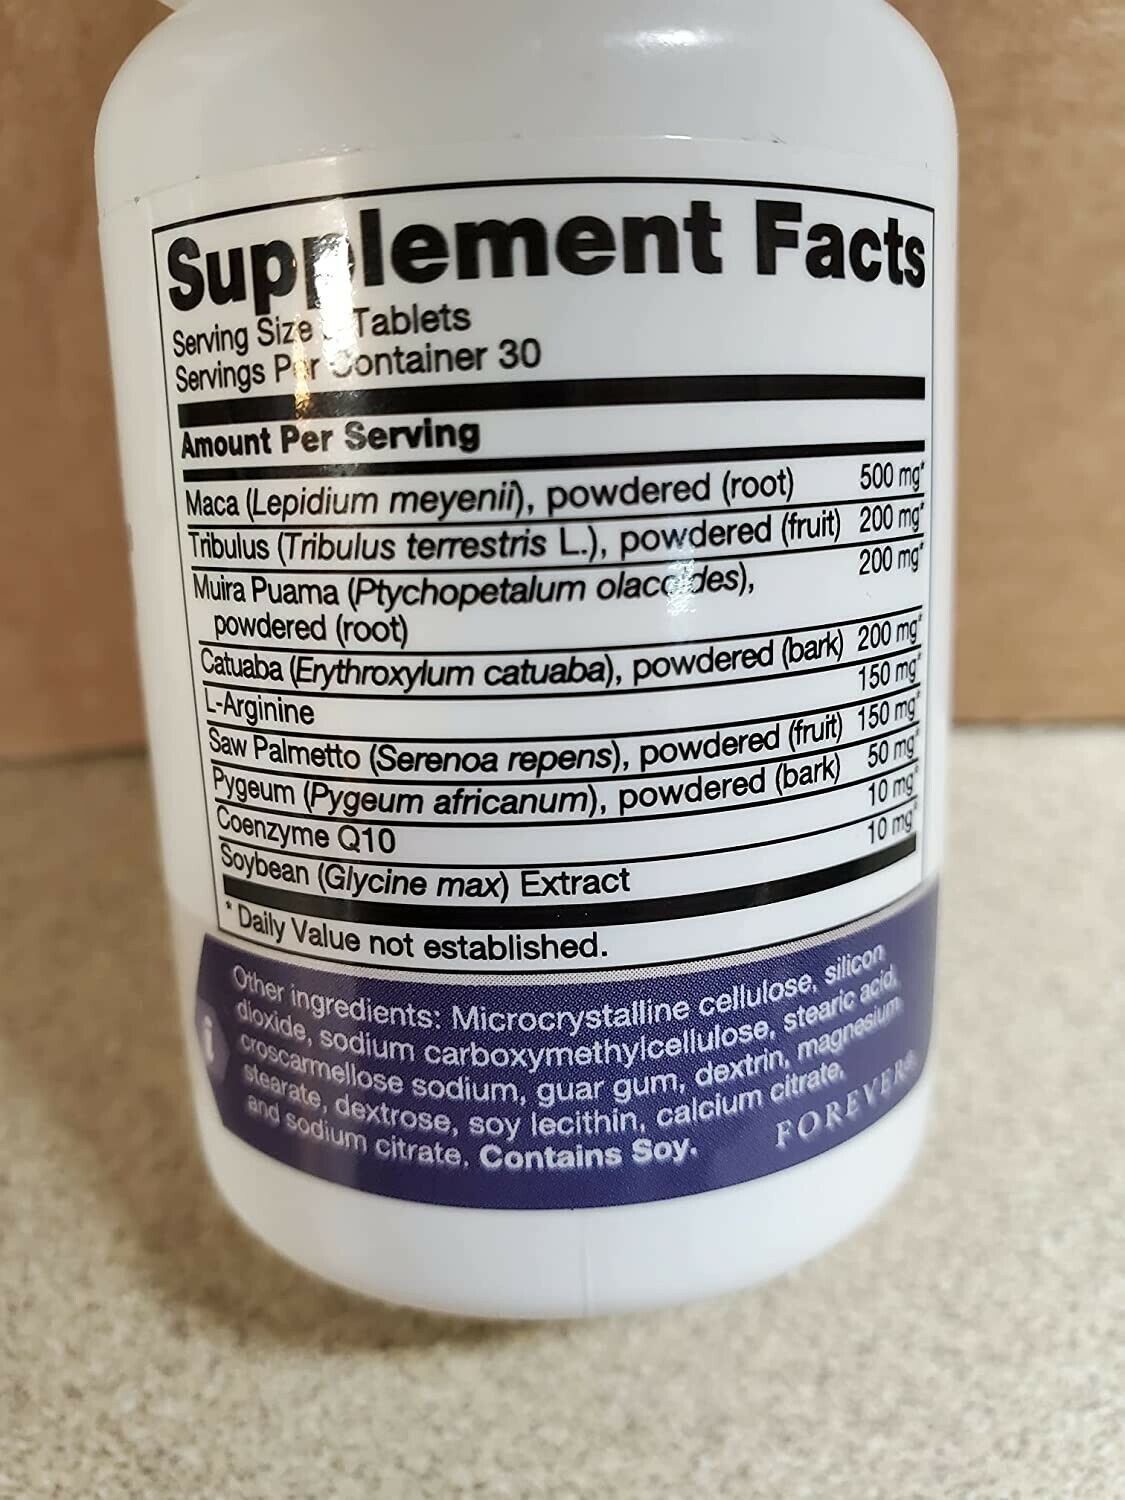 Supplement Facts
Serving Size Tablets
Servings Per Container 30
Amount Per Serving
Maca (Lepidium meyenii), powdered (root) 500 mg*
Tribulus (Tribulus terrestris L.), powdered (fruit) 200 mg*
Muira Puama (Ptychopetalum olacoides), 200 mg*
powdered (root)
Catuaba (Erythroxylum catuaba), powdered (bark) 200 mg*
L-Arginine 150 mg*
Saw Palmetto (Serenoa repens), powdered (fruit) 150 mg*
Pygeum (Pygeum africanum), powdered (bark) 50 mg*
Coenzyme Q10 10 mg*
Soybean (Glycine max) Extract 10 mg*
* Daily Value not established.
Other ingredients: Microcrystalline cellulose, silicon
dioxide, sodium carboxymethylcellulose, stearic acid,
croscarmellose sodium, guar gum, dextrin, magnesium
stearate, dextrose, soy lecithin, calcium citrate,
and sodium citrate. Contains Soy.
i
FOREVER®